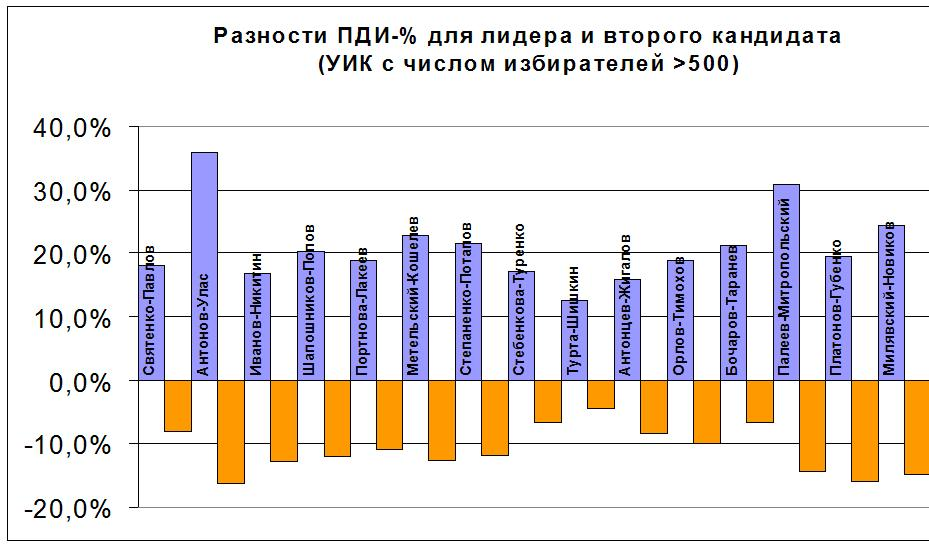 Разности ПДИ-% для лидера и второго кандидата
(УИК с числом избирателей >500)
40,0%
30,0%
20,0%
10,0%
0,0%
-10,0%
-20,0%
Святенко-Павлов
Антонов-Улас
Иванов-Никитин
Шапошников-Попов
Портнова-Лакеев
Метельский-Кошелев
Степаненко-Потапов
Стебенкова-Туренко
Турта-Шишкин
Антонцев-Жигалов
Орлов-Тимохов
Бочаров-Таранев
Палеев-Митропольский
Платонов-Губенко
Милявский-Новиков